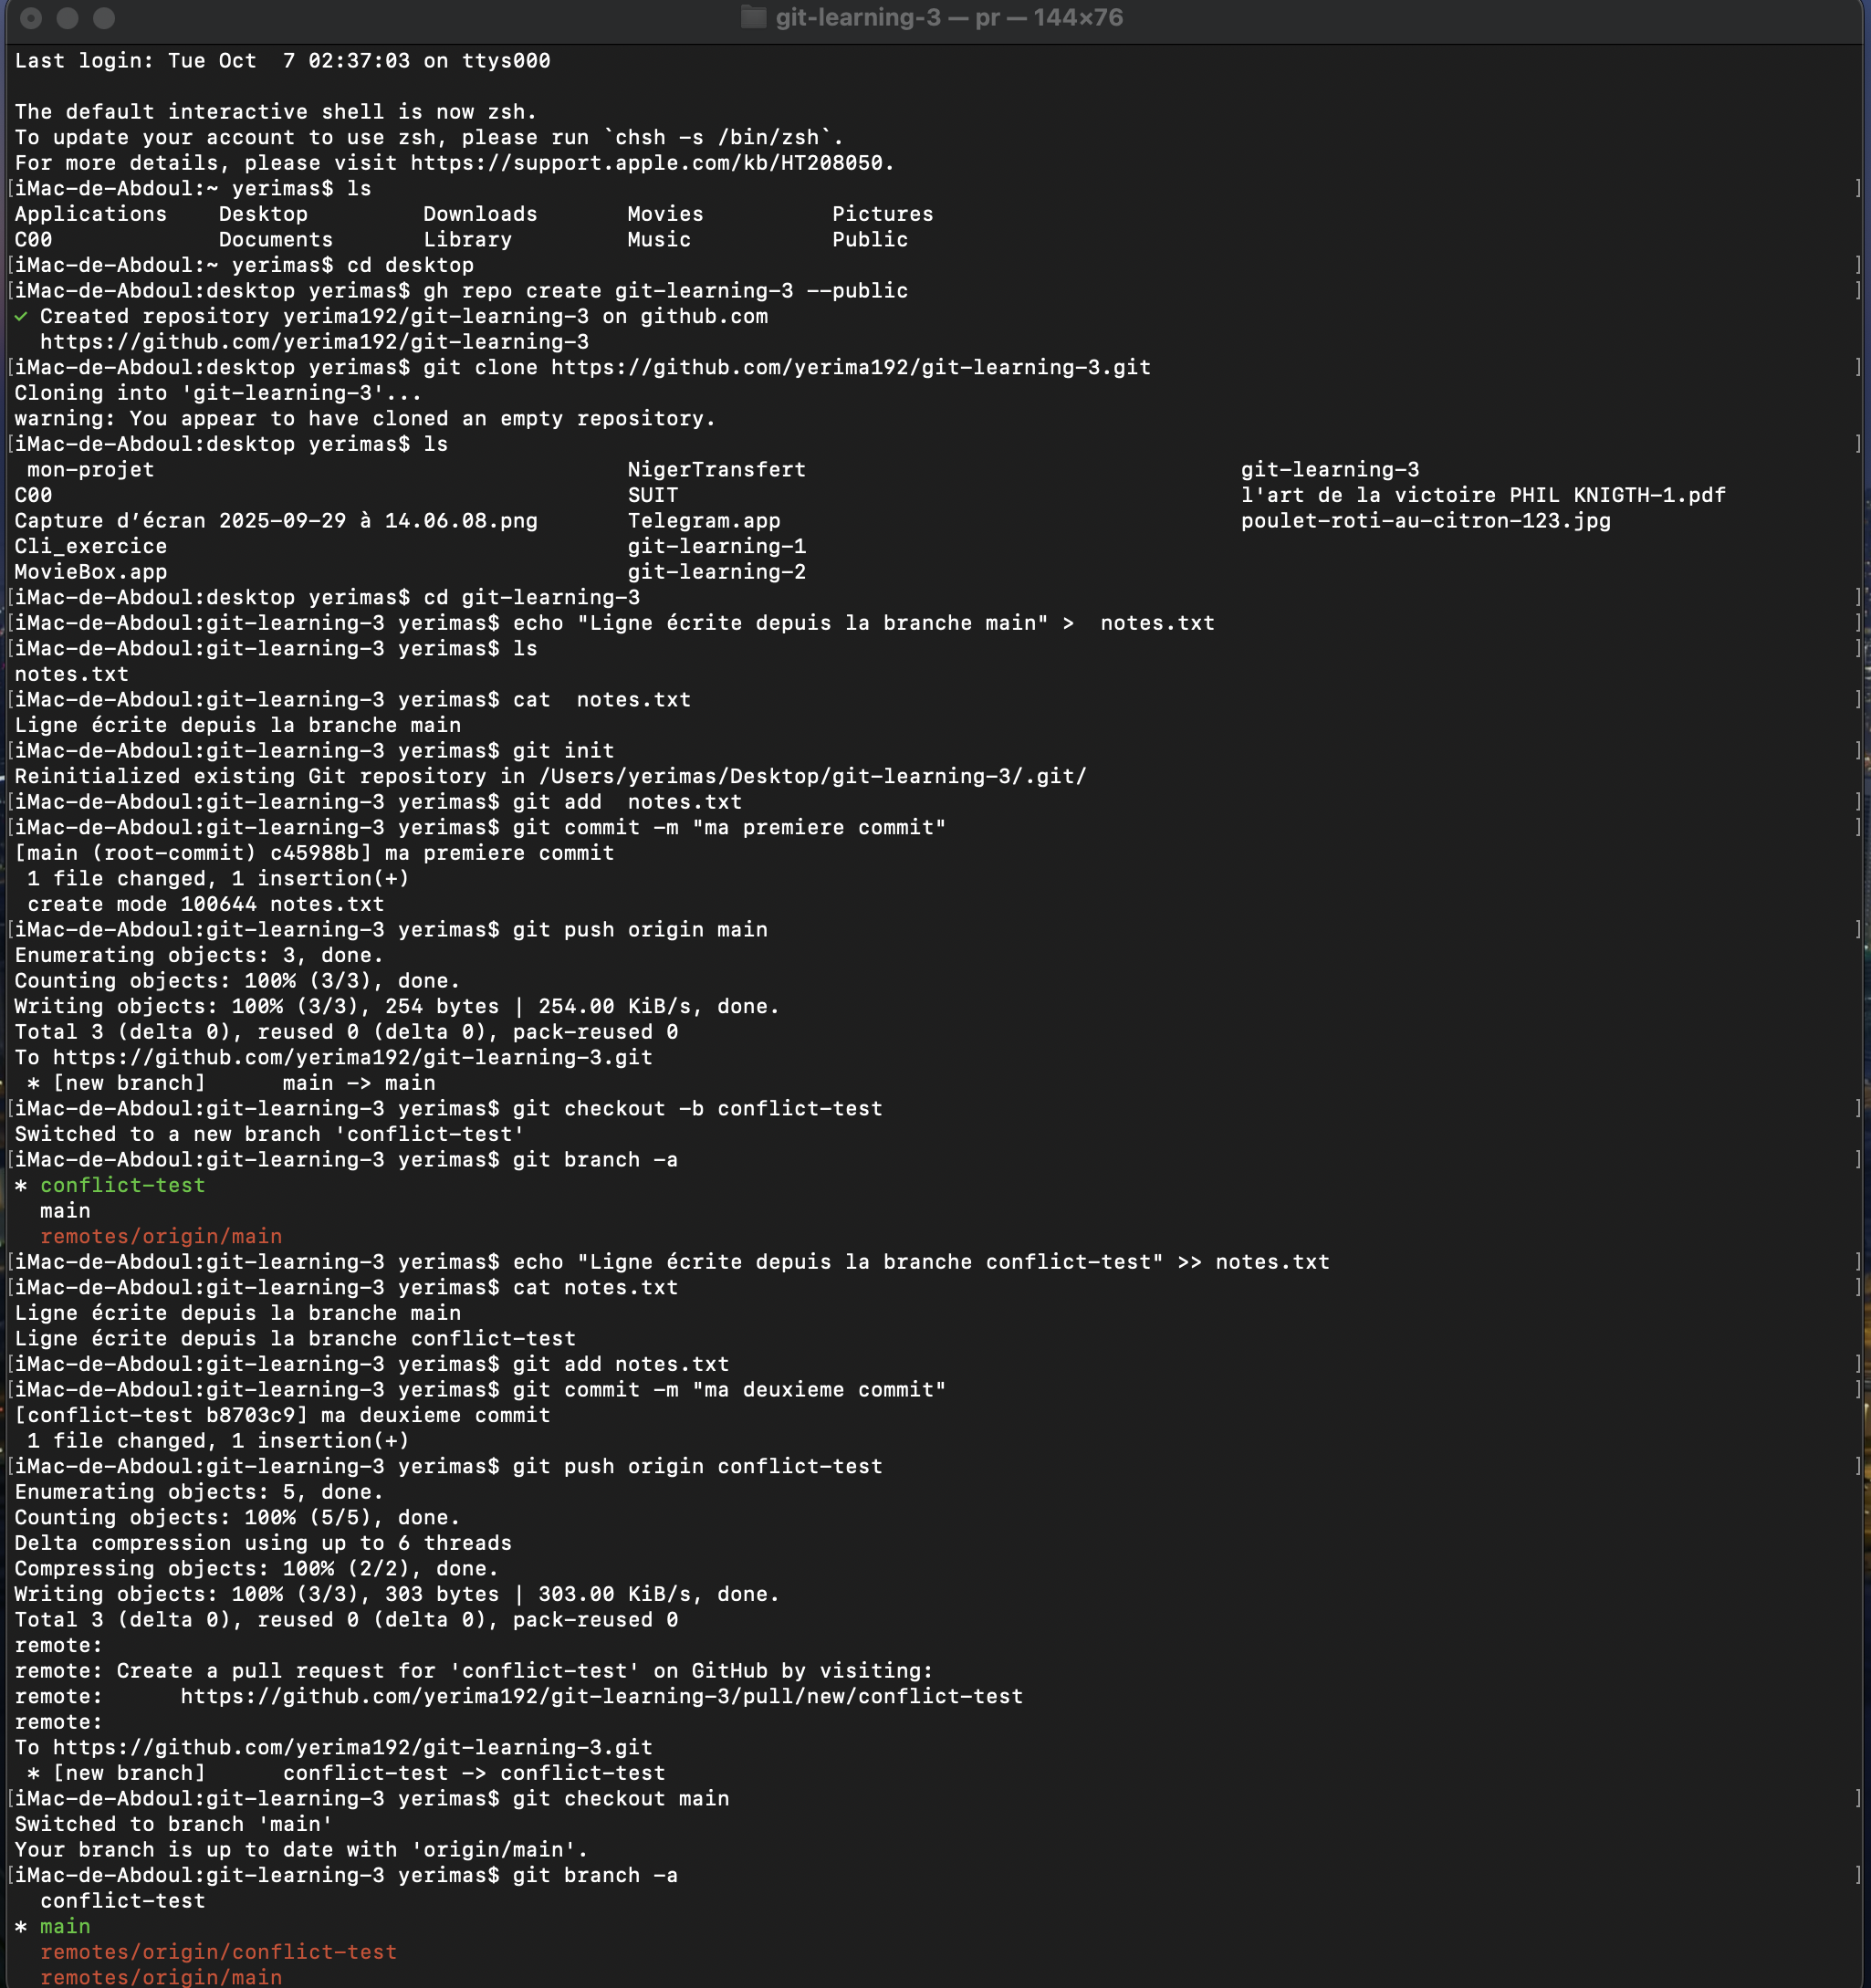 git-learning-3 — pr — 144×76
Last login: Tue Oct  7 02:37:03 on ttys000
The default interactive shell is now zsh.
To update your account to use zsh, please run `chsh -s /bin/zsh`.
For more details, please visit https://support.apple.com/kb/HT208050.
[iMac-de-Abdoul:~ yerimas$ ls ]
Applications    Desktop         Downloads       Movies          Pictures
C00             Documents       Library         Music           Public
[iMac-de-Abdoul:~ yerimas$ cd desktop ]
[iMac-de-Abdoul:desktop yerimas$ gh repo create git-learning-3 --public ]
✓ Created repository yerima192/git-learning-3 on github.com
  https://github.com/yerima192/git-learning-3
[iMac-de-Abdoul:desktop yerimas$ git clone https://github.com/yerima192/git-learning-3.git ]
Cloning into 'git-learning-3'...
warning: You appear to have cloned an empty repository.
[iMac-de-Abdoul:desktop yerimas$ ls ]
 mon-projet                                     NigerTransfert                                  git-learning-3
C00                                             SUIT                                            l'art de la victoire PHIL KNIGTH-1.pdf
Capture d’écran 2025-09-29 à 14.06.08.png       Telegram.app                                    poulet-roti-au-citron-123.jpg
Cli_exercice                                    git-learning-1
MovieBox.app                                    git-learning-2
[iMac-de-Abdoul:desktop yerimas$ cd git-learning-3 ]
[iMac-de-Abdoul:git-learning-3 yerimas$ echo "Ligne écrite depuis la branche main" >  notes.txt ]
[iMac-de-Abdoul:git-learning-3 yerimas$ ls ]
notes.txt
[iMac-de-Abdoul:git-learning-3 yerimas$ cat  notes.txt ]
Ligne écrite depuis la branche main
[iMac-de-Abdoul:git-learning-3 yerimas$ git init ]
Reinitialized existing Git repository in /Users/yerimas/Desktop/git-learning-3/.git/
[iMac-de-Abdoul:git-learning-3 yerimas$ git add  notes.txt ]
[iMac-de-Abdoul:git-learning-3 yerimas$ git commit -m "ma premiere commit" ]
[main (root-commit) c45988b] ma premiere commit
 1 file changed, 1 insertion(+)
 create mode 100644 notes.txt
[iMac-de-Abdoul:git-learning-3 yerimas$ git push origin main ]
Enumerating objects: 3, done.
Counting objects: 100% (3/3), done.
Writing objects: 100% (3/3), 254 bytes | 254.00 KiB/s, done.
Total 3 (delta 0), reused 0 (delta 0), pack-reused 0
To https://github.com/yerima192/git-learning-3.git
 * [new branch]      main -> main
[iMac-de-Abdoul:git-learning-3 yerimas$ git checkout -b conflict-test ]
Switched to a new branch 'conflict-test'
[iMac-de-Abdoul:git-learning-3 yerimas$ git branch -a ]
* conflict-test
  main
  remotes/origin/main
[iMac-de-Abdoul:git-learning-3 yerimas$ echo "Ligne écrite depuis la branche conflict-test" >> notes.txt ]
[iMac-de-Abdoul:git-learning-3 yerimas$ cat notes.txt ]
Ligne écrite depuis la branche main
Ligne écrite depuis la branche conflict-test
[iMac-de-Abdoul:git-learning-3 yerimas$ git add notes.txt ]
[iMac-de-Abdoul:git-learning-3 yerimas$ git commit -m "ma deuxieme commit" ]
[conflict-test b8703c9] ma deuxieme commit
 1 file changed, 1 insertion(+)
[iMac-de-Abdoul:git-learning-3 yerimas$ git push origin conflict-test ]
Enumerating objects: 5, done.
Counting objects: 100% (5/5), done.
Delta compression using up to 6 threads
Compressing objects: 100% (2/2), done.
Writing objects: 100% (3/3), 303 bytes | 303.00 KiB/s, done.
Total 3 (delta 0), reused 0 (delta 0), pack-reused 0
remote:
remote: Create a pull request for 'conflict-test' on GitHub by visiting:
remote:      https://github.com/yerima192/git-learning-3/pull/new/conflict-test
remote:
To https://github.com/yerima192/git-learning-3.git
 * [new branch]      conflict-test -> conflict-test
[iMac-de-Abdoul:git-learning-3 yerimas$ git checkout main ]
Switched to branch 'main'
Your branch is up to date with 'origin/main'.
[iMac-de-Abdoul:git-learning-3 yerimas$ git branch -a ]
  conflict-test
* main
  remotes/origin/conflict-test
  remotes/origin/main